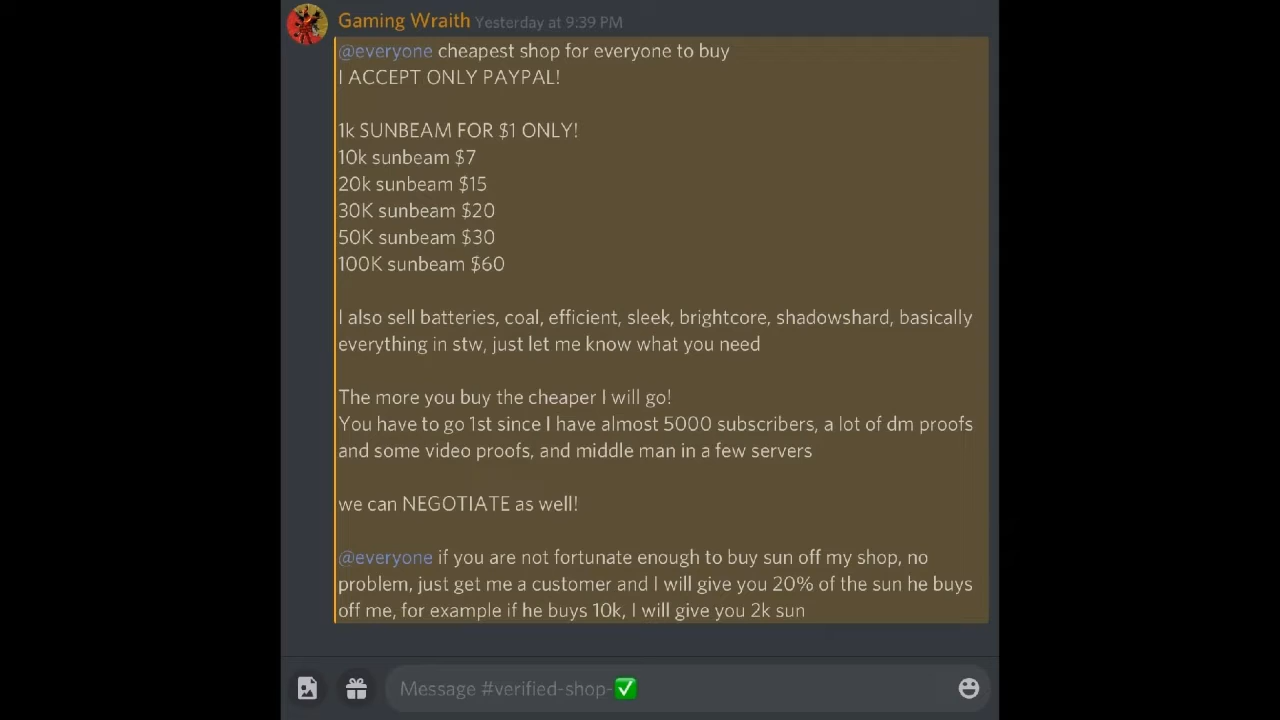 Gaming Wraith Yesterday at 9:39 PM
@everyone cheapest shop for everyone to buy
I ACCEPT ONLY PAYPAL!
1k SUNBEAM FOR $1 ONLY!
10k sunbeam $7
20k sunbeam $15
30K sunbeam $20
50K sunbeam $30
100K sunbeam $60
I also sell batteries, coal, efficient, sleek, brightcore, shadowshard, basically
everything in stw, just let me know what you need
The more you buy the cheaper I will go!
You have to go 1st since I have almost 5000 subscribers, a lot of dm proofs
and some video proofs, and middle man in a few servers
we can NEGOTIATE as well!
@everyone if you are not fortunate enough to buy sun off my shop, no
problem, just get me a customer and I will give you 20% of the sun he buys
off me, for example if he buys 10k, I will give you 2k sun
Message #verified-shop-✅